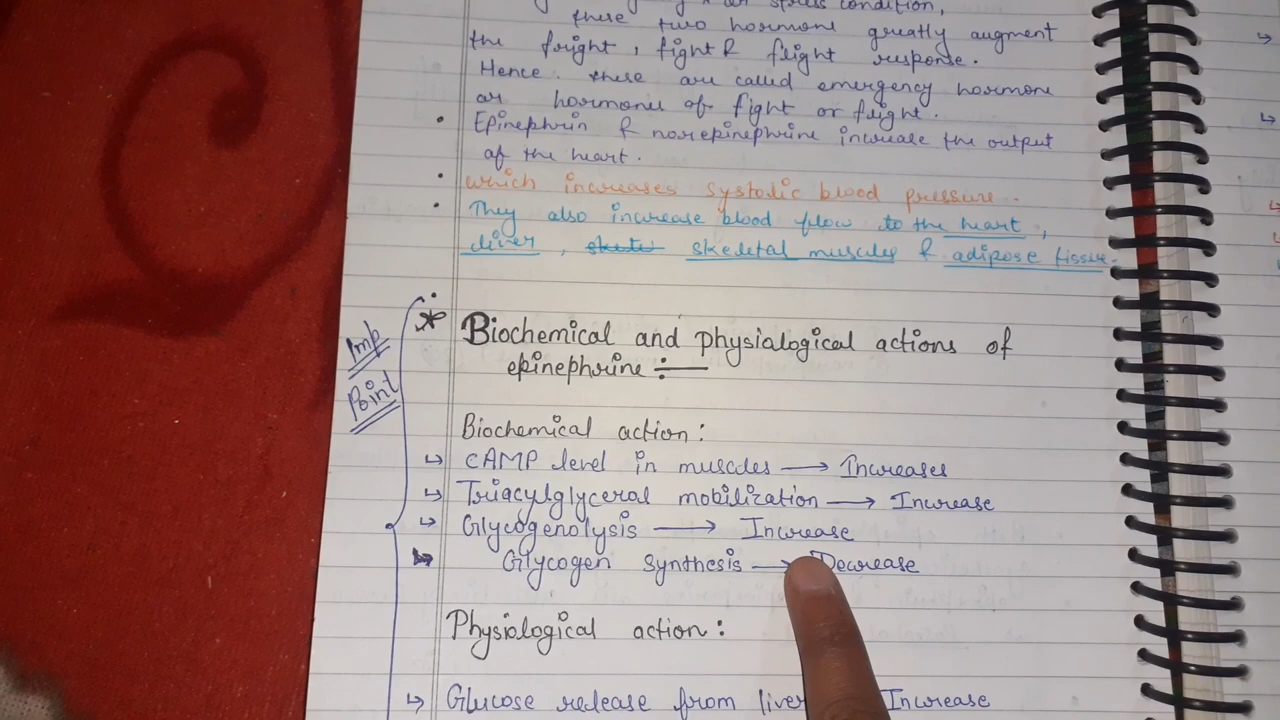 stress condition,
these two hormone greatly augment
the fright, fight & flight response.
Hence. these are called emergency hormone
or hormone of fight or flight.
• Epinephrin & norepinephrine increase the output
of the heart.
• which increases systolic blood pressure.
• They also increase blood flow to the heart,
liver, skeletal muscles & adipose tissue.
* Biochemical and physialogical actions of
epinephrine ÷
Imp
Point
Biochemical action:
↳ CAMP level in muscles → Increases
↳ Triacylglyceral mobilization → Increase
↳ Glycogenolysis → Increase
↳ Glycogen synthesis → Decrease
Physiological action:
↳ Glucose release from liver Increase